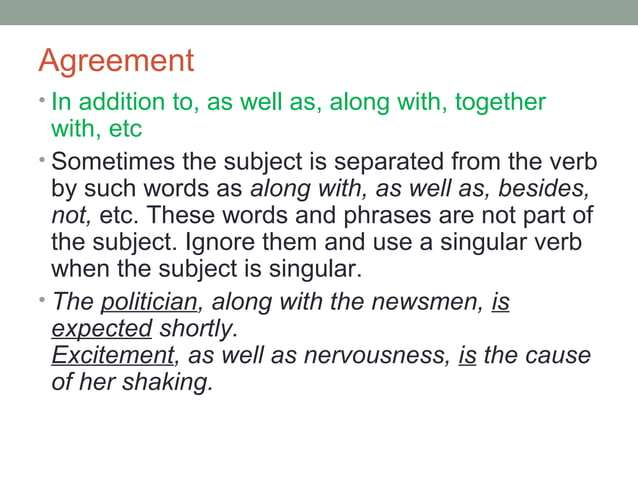 Agreement
• In addition to, as well as, along with, together
with, etc
• Sometimes the subject is separated from the verb
by such words as along with, as well as, besides,
not, etc. These words and phrases are not part of
the subject. Ignore them and use a singular verb
when the subject is singular.
• The politician, along with the newsmen, is
expected shortly.
Excitement, as well as nervousness, is the cause
of her shaking.